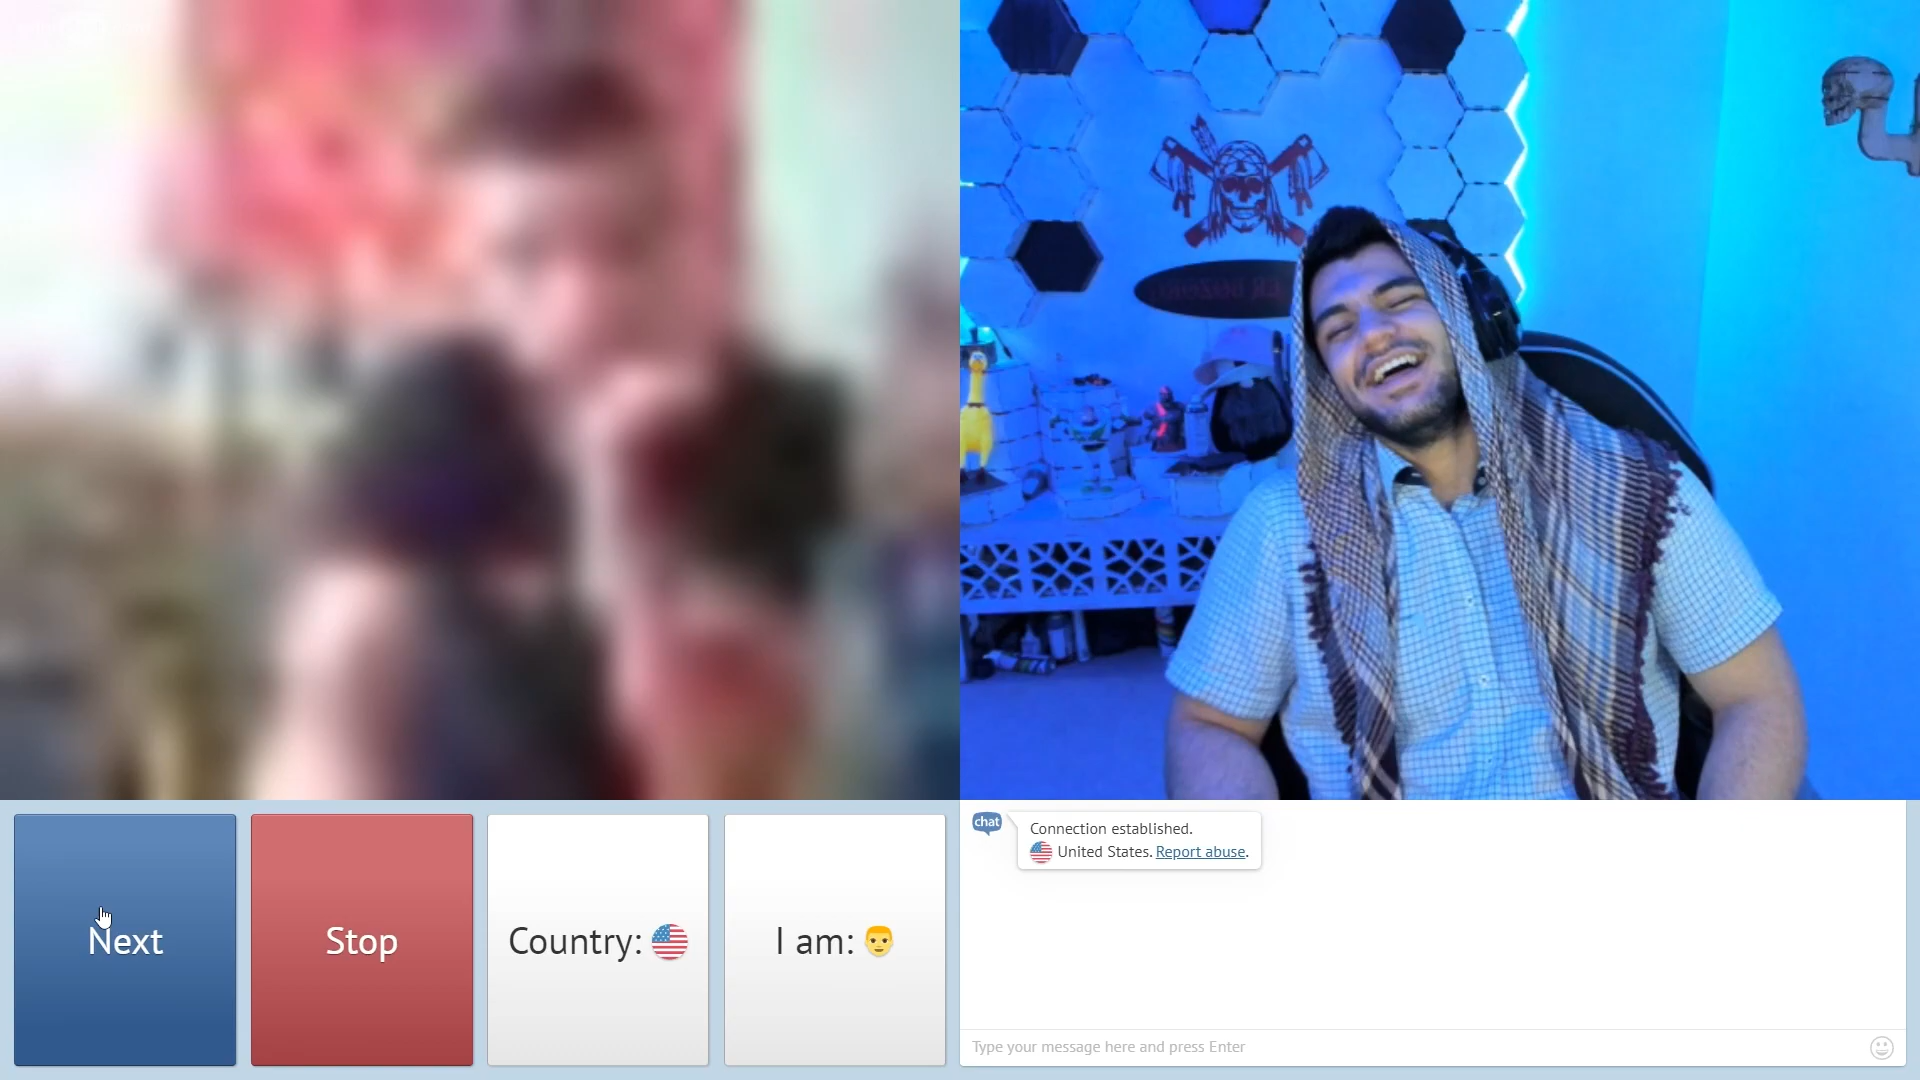 chat
Connection established.
United States. Report abuse.
Next
Stop
Country:
I am:
Type your message here and press Enter